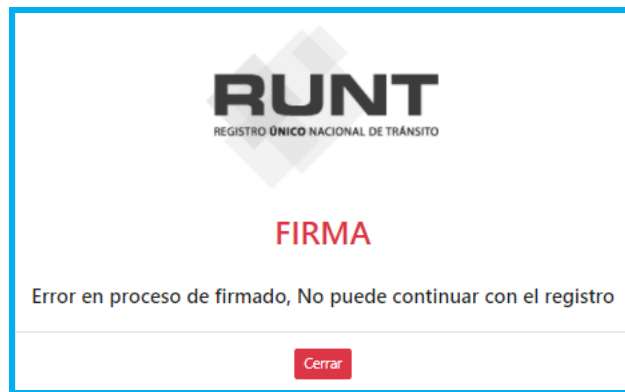 RUNT
REGISTRO ÚNICO NACIONAL DE TRÁNSITO
FIRMA
Error en proceso de firmado, No puede continuar con el registro
Cerrar